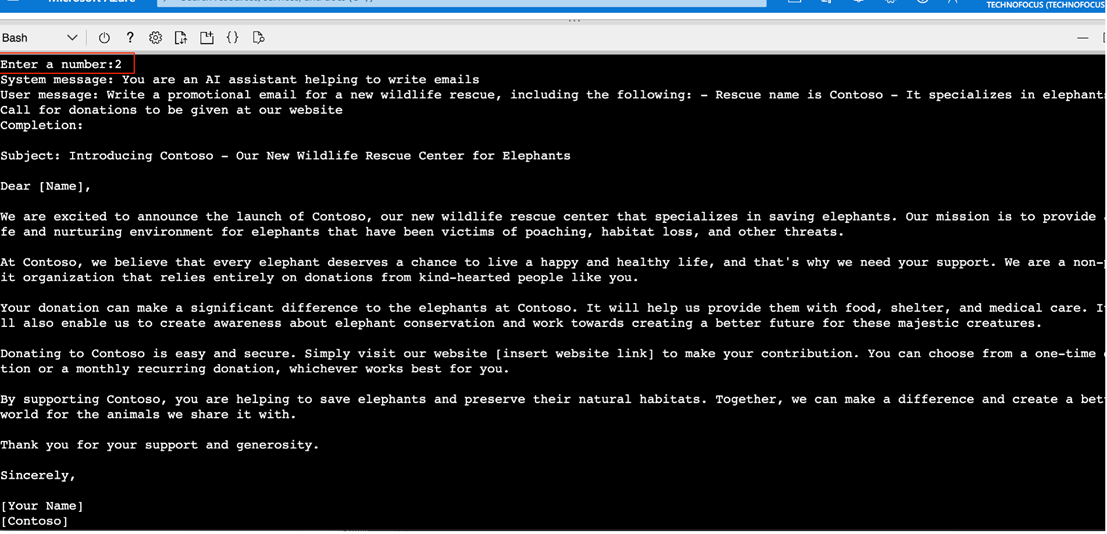 Microsoft Azure
TECHNOFOCUS (TECHNOFOCUS
Bash
Enter a number:2
System message: You are an AI assistant helping to write emails
User message: Write a promotional email for a new wildlife rescue, including the following: - Rescue name is Contoso - It specializes in elephants
Call for donations to be given at our website
Completion:
Subject: Introducing Contoso - Our New Wildlife Rescue Center for Elephants
Dear [Name],
We are excited to announce the launch of Contoso, our new wildlife rescue center that specializes in saving elephants. Our mission is to provide
fe and nurturing environment for elephants that have been victims of poaching, habitat loss, and other threats.
At Contoso, we believe that every elephant deserves a chance to live a happy and healthy life, and that's why we need your support. We are a non-
it organization that relies entirely on donations from kind-hearted people like you.
Your donation can make a significant difference to the elephants at Contoso. It will help us provide them with food, shelter, and medical care.
ll also enable us to create awareness about elephant conservation and work towards creating a better future for these majestic creatures.
Donating to Contoso is easy and secure. Simply visit our website [insert website link] to make your contribution. You can choose from a one-time
tion or a monthly recurring donation, whichever works best for you.
By supporting Contoso, you are helping to save elephants and preserve their natural habitats. Together, we can make a difference and create a bet
world for the animals we share it with.
Thank you for your support and generosity.
Sincerely,
[Your Name]
[Contoso]